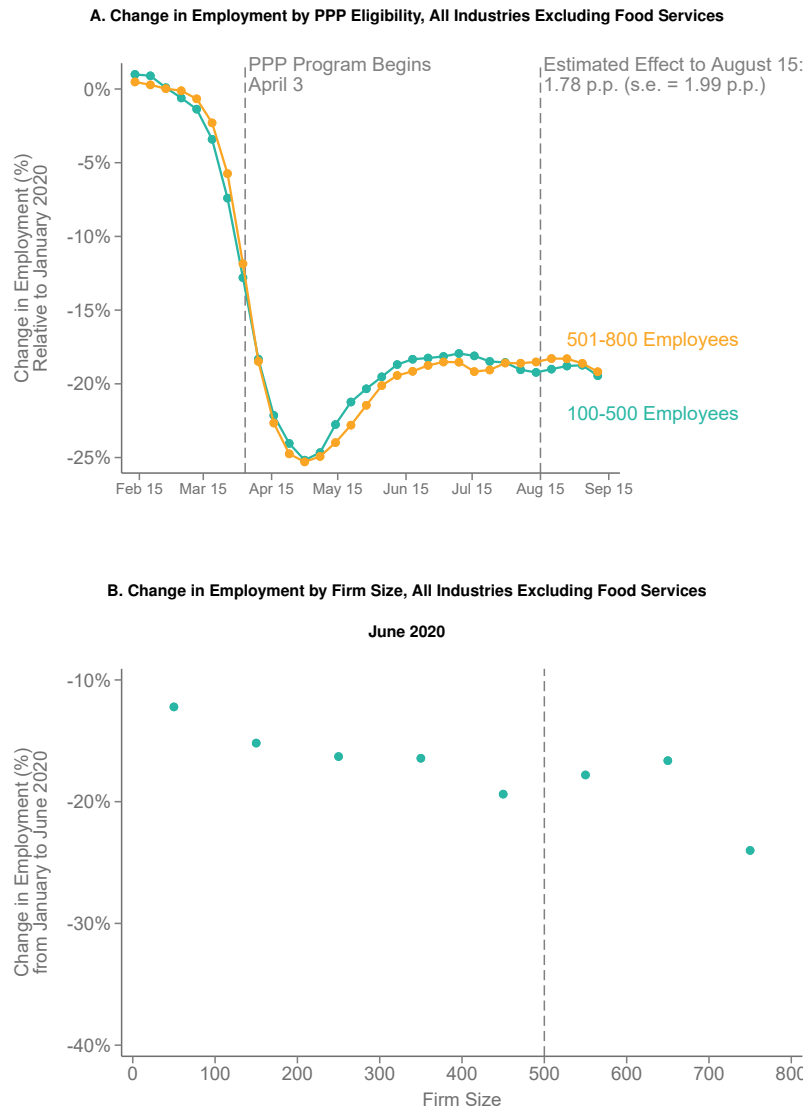 A. Change in Employment by PPP Eligibility, All Industries Excluding Food Services
PPP Program Begins
April 3
Estimated Effect to August 15:
1.78 p.p. (s.e. = 1.99 p.p.)
Change in Employment (%)
Relative to January 2020
0%
-5%
-10%
-15%
-20%
-25%
501-800 Employees
100-500 Employees
Feb 15 Mar 15 Apr 15 May 15 Jun 15 Jul 15 Aug 15 Sep 15
B. Change in Employment by Firm Size, All Industries Excluding Food Services
June 2020
Change in Employment (%)
from January to June 2020
-10%
-20%
-30%
-40%
0 100 200 300 400 500 600 700 800
Firm Size